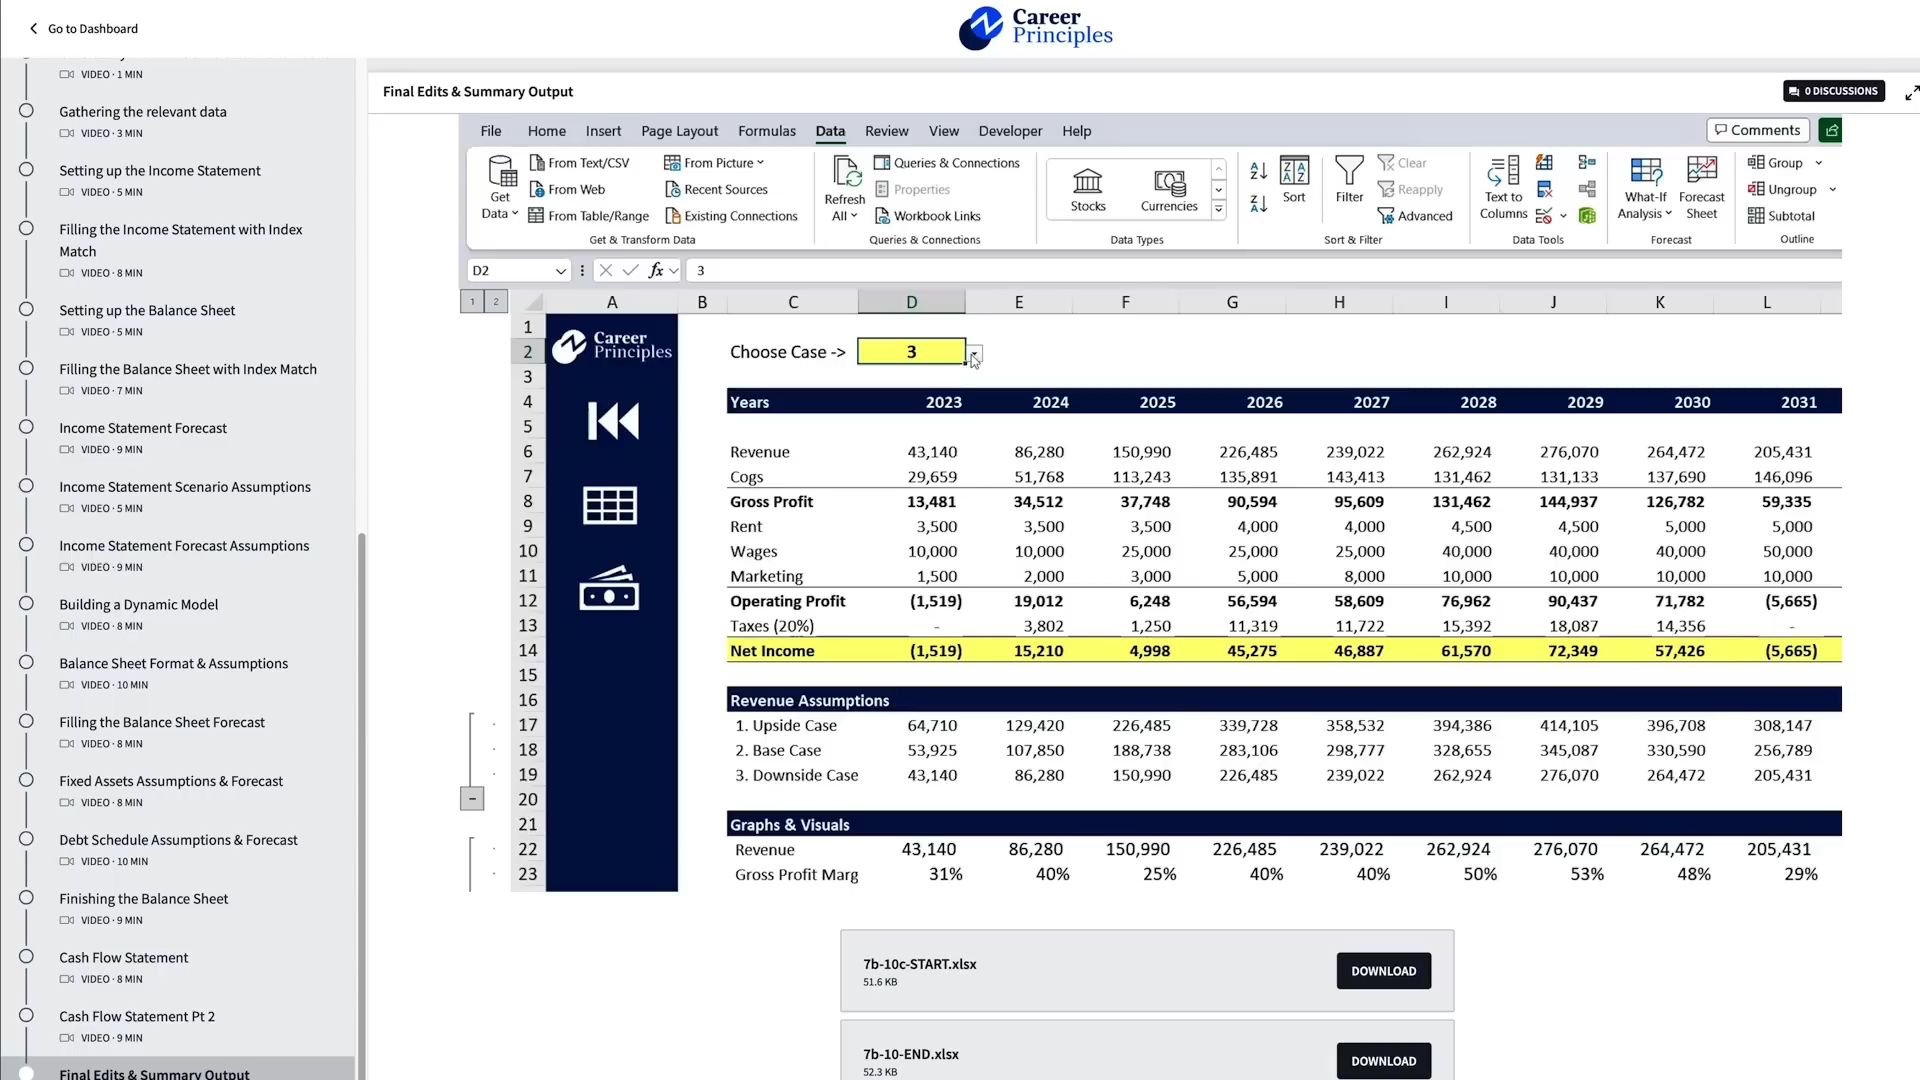 Go to Dashboard
Career
Principles
VIDEO · 1 MIN
Gathering the relevant data
VIDEO · 3 MIN
Setting up the Income Statement
VIDEO · 5 MIN
Filling the Income Statement with Index
Match
VIDEO · 8 MIN
Setting up the Balance Sheet
VIDEO · 5 MIN
Filling the Balance Sheet with Index Match
VIDEO · 7 MIN
Income Statement Forecast
VIDEO · 9 MIN
Income Statement Scenario Assumptions
VIDEO · 5 MIN
Income Statement Forecast Assumptions
VIDEO · 9 MIN
Building a Dynamic Model
VIDEO · 8 MIN
Balance Sheet Format & Assumptions
VIDEO · 10 MIN
Filling the Balance Sheet Forecast
VIDEO · 8 MIN
Fixed Assets Assumptions & Forecast
VIDEO · 8 MIN
Debt Schedule Assumptions & Forecast
VIDEO · 10 MIN
Finishing the Balance Sheet
VIDEO · 9 MIN
Cash Flow Statement
VIDEO · 8 MIN
Cash Flow Statement Pt 2
VIDEO · 9 MIN
Final Edits & Summary Output
Final Edits & Summary Output
0 DISCUSSIONS
File Home Insert Page Layout Formulas Data Review View Developer Help Comments
Get Data
From Text/CSV
From Web
From Table/Range
From Picture
Recent Sources
Existing Connections
Get & Transform Data
Refresh All
Queries & Connections
Properties
Workbook Links
Queries & Connections
Stocks
Currencies
Data Types
Sort
Filter
Clear
Reapply
Advanced
Sort & Filter
Text to Columns
Data Tools
What-If Analysis
Forecast Sheet
Forecast
Group
Ungroup
Subtotal
Outline
D2 fx 3
1 2 A B C D E F G H I J K L
1
2 Career Principles Choose Case -> 3
3
4 Years 2023 2024 2025 2026 2027 2028 2029 2030 2031
5
6 Revenue 43,140 86,280 150,990 226,485 239,022 262,924 276,070 264,472 205,431
7 Cogs 29,659 51,768 113,243 135,891 143,413 131,462 131,133 137,690 146,096
8 Gross Profit 13,481 34,512 37,748 90,594 95,609 131,462 144,937 126,782 59,335
9 Rent 3,500 3,500 3,500 4,000 4,000 4,500 4,500 5,000 5,000
10 Wages 10,000 10,000 25,000 25,000 25,000 40,000 40,000 40,000 50,000
11 Marketing 1,500 2,000 3,000 5,000 8,000 10,000 10,000 10,000 10,000
12 Operating Profit (1,519) 19,012 6,248 56,594 58,609 76,962 90,437 71,782 (5,665)
13 Taxes (20%) - 3,802 1,250 11,319 11,722 15,392 18,087 14,356 -
14 Net Income (1,519) 15,210 4,998 45,275 46,887 61,570 72,349 57,426 (5,665)
15
16 Revenue Assumptions
17 1. Upside Case 64,710 129,420 226,485 339,728 358,532 394,386 414,105 396,708 308,147
18 2. Base Case 53,925 107,850 188,738 283,106 298,777 328,655 345,087 330,590 256,789
19 3. Downside Case 43,140 86,280 150,990 226,485 239,022 262,924 276,070 264,472 205,431
20
21 Graphs & Visuals
22 Revenue 43,140 86,280 150,990 226,485 239,022 262,924 276,070 264,472 205,431
23 Gross Profit Marg 31% 40% 25% 40% 40% 50% 53% 48% 29%
7b-10c-START.xlsx
51.6 KB
DOWNLOAD
7b-10-END.xlsx
52.3 KB
DOWNLOAD